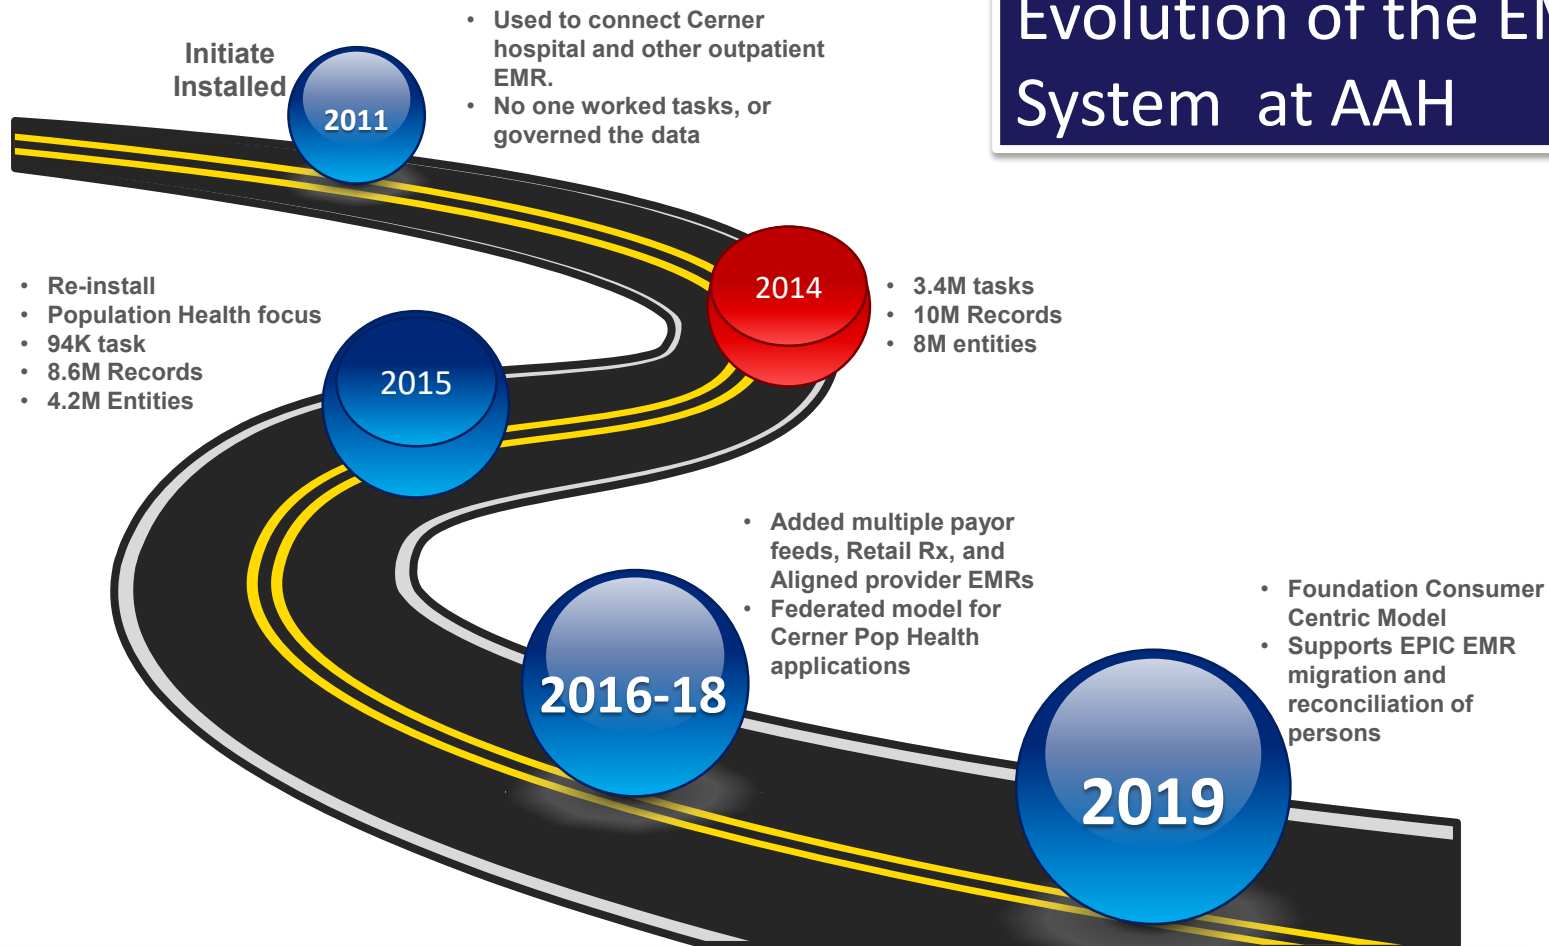 Evolution of the
System at AAH
Initiate
Installed
2011
• Used to connect Cerner
hospital and other outpatient
EMR.
• No one worked tasks, or
governed the data
2014
• 3.4M tasks
• 10M Records
• 8M entities
• Re-install
• Population Health focus
• 94K task
• 8.6M Records
• 4.2M Entities
2015
• Added multiple payor
feeds, Retail Rx, and
Aligned provider EMRs
• Federated model for
Cerner Pop Health
applications
2016-18
• Foundation Consumer
Centric Model
• Supports EPIC EMR
migration and
reconciliation of
persons
2019